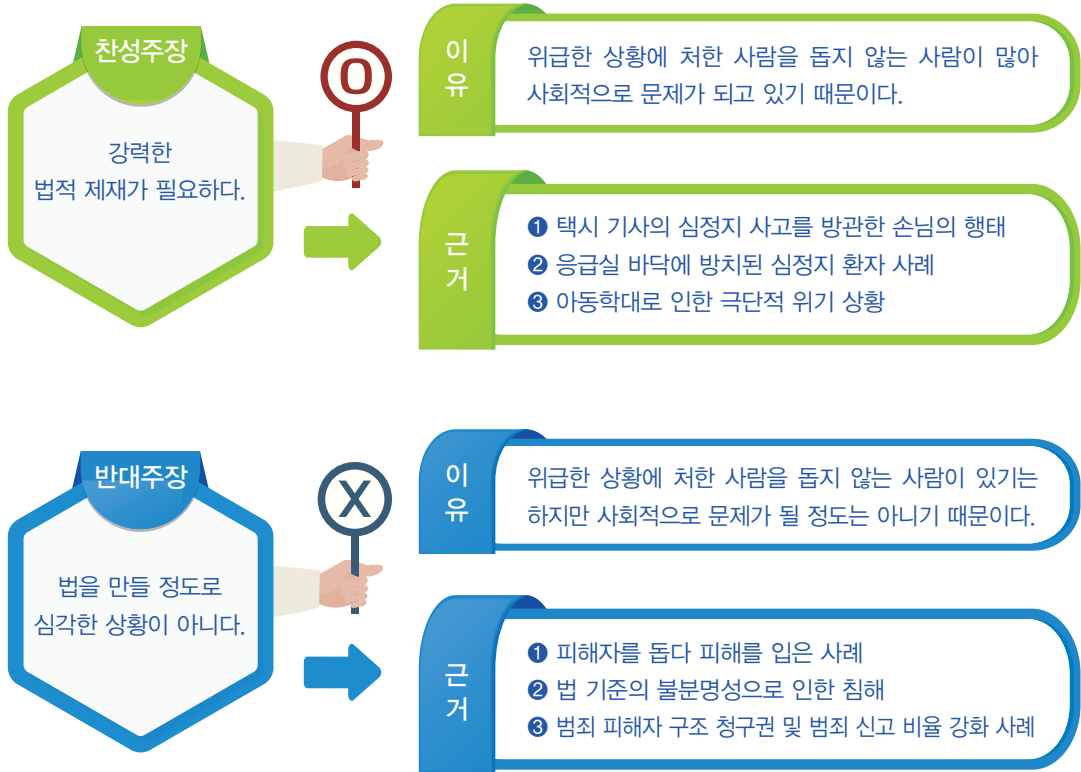 찬성주장
강력한
법적 제재가 필요하다.
O
이유
위급한 상황에 처한 사람을 돕지 않는 사람이 많아
사회적으로 문제가 되고 있기 때문이다.
근거
❶ 택시 기사의 심정지 사고를 방관한 손님의 행태
❷ 응급실 바닥에 방치된 심정지 환자 사례
❸ 아동학대로 인한 극단적 위기 상황
반대주장
법을 만들 정도로
심각한 상황이 아니다.
X
이유
위급한 상황에 처한 사람을 돕지 않는 사람이 있기는
하지만 사회적으로 문제가 될 정도는 아니기 때문이다.
근거
❶ 피해자를 돕다 피해를 입은 사례
❷ 법 기준의 불분명성으로 인한 침해
❸ 범죄 피해자 구조 청구권 및 범죄 신고 비율 강화 사례